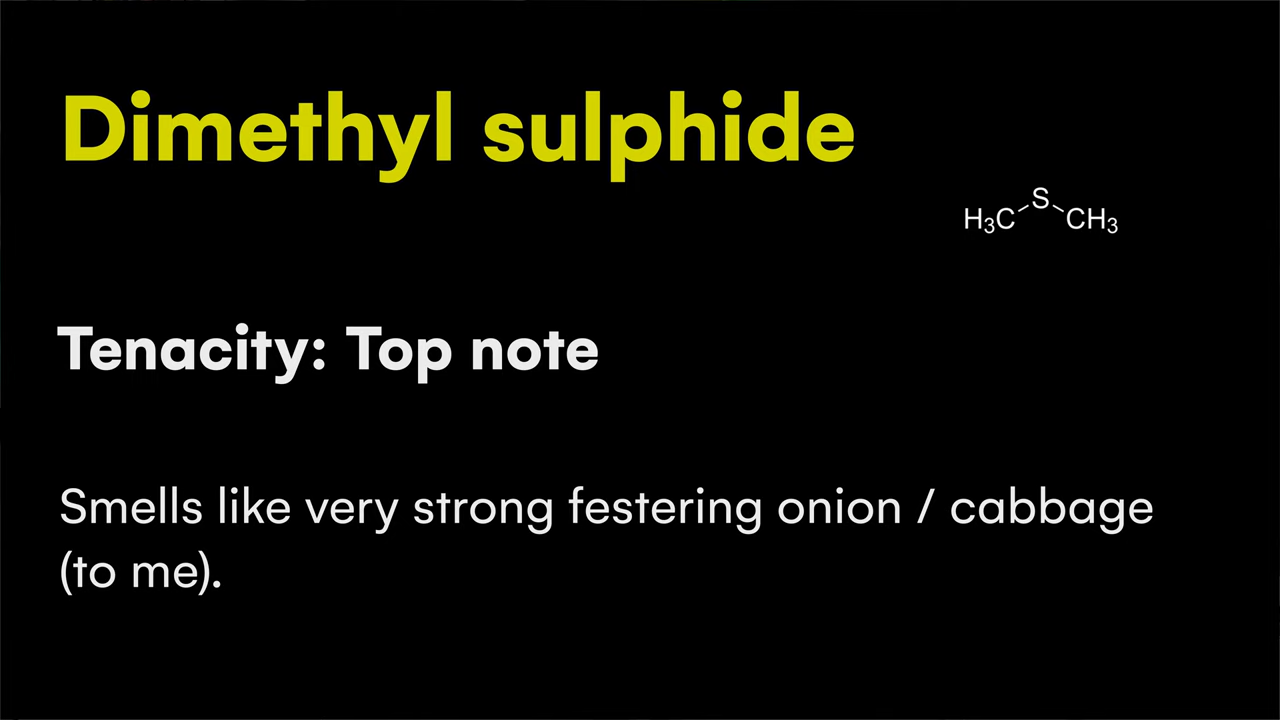 Dimethyl sulphide
H₃C S CH₃
Tenacity: Top note
Smells like very strong festering onion / cabbage
(to me).